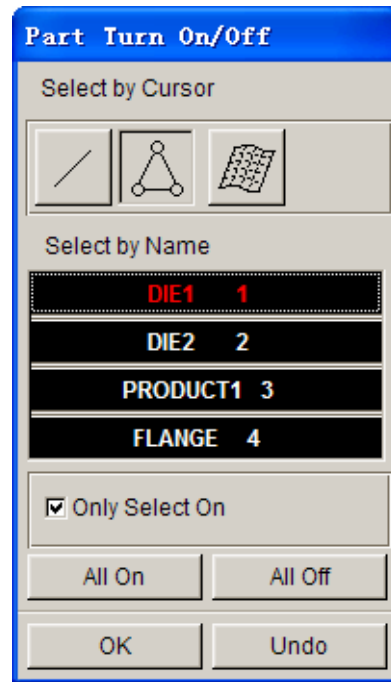 Part Turn On/Off
Select by Cursor
Select by Name
DIE1 1
DIE2 2
PRODUCT1 3
FLANGE 4
Only Select On
All On All Off
OK Undo